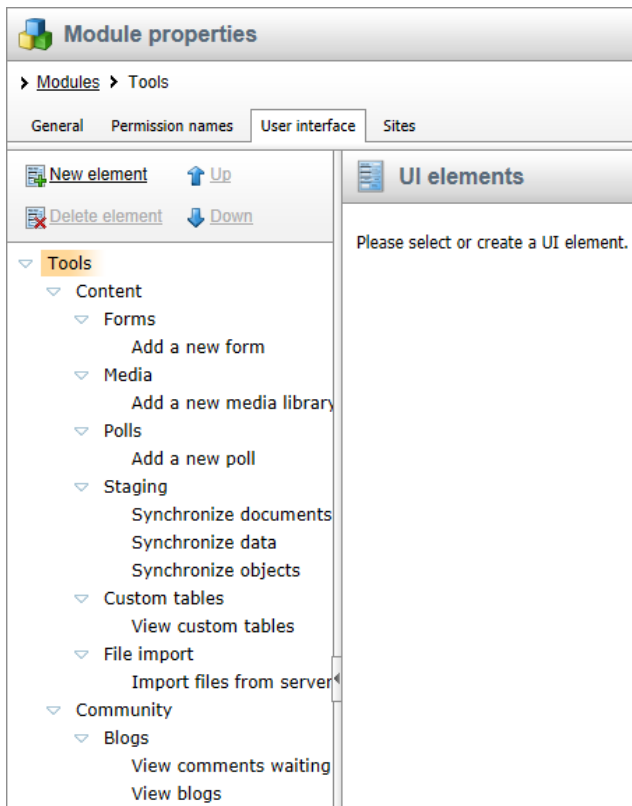 Module properties
Modules > Tools
General Permission names User interface Sites
New element Up
Delete element Down
UI elements
Please select or create a UI element.
Tools
Content
Forms
Add a new form
Media
Add a new media library
Polls
Add a new poll
Staging
Synchronize documents
Synchronize data
Synchronize objects
Custom tables
View custom tables
File import
Import files from server
Community
Blogs
View comments waiting
View blogs